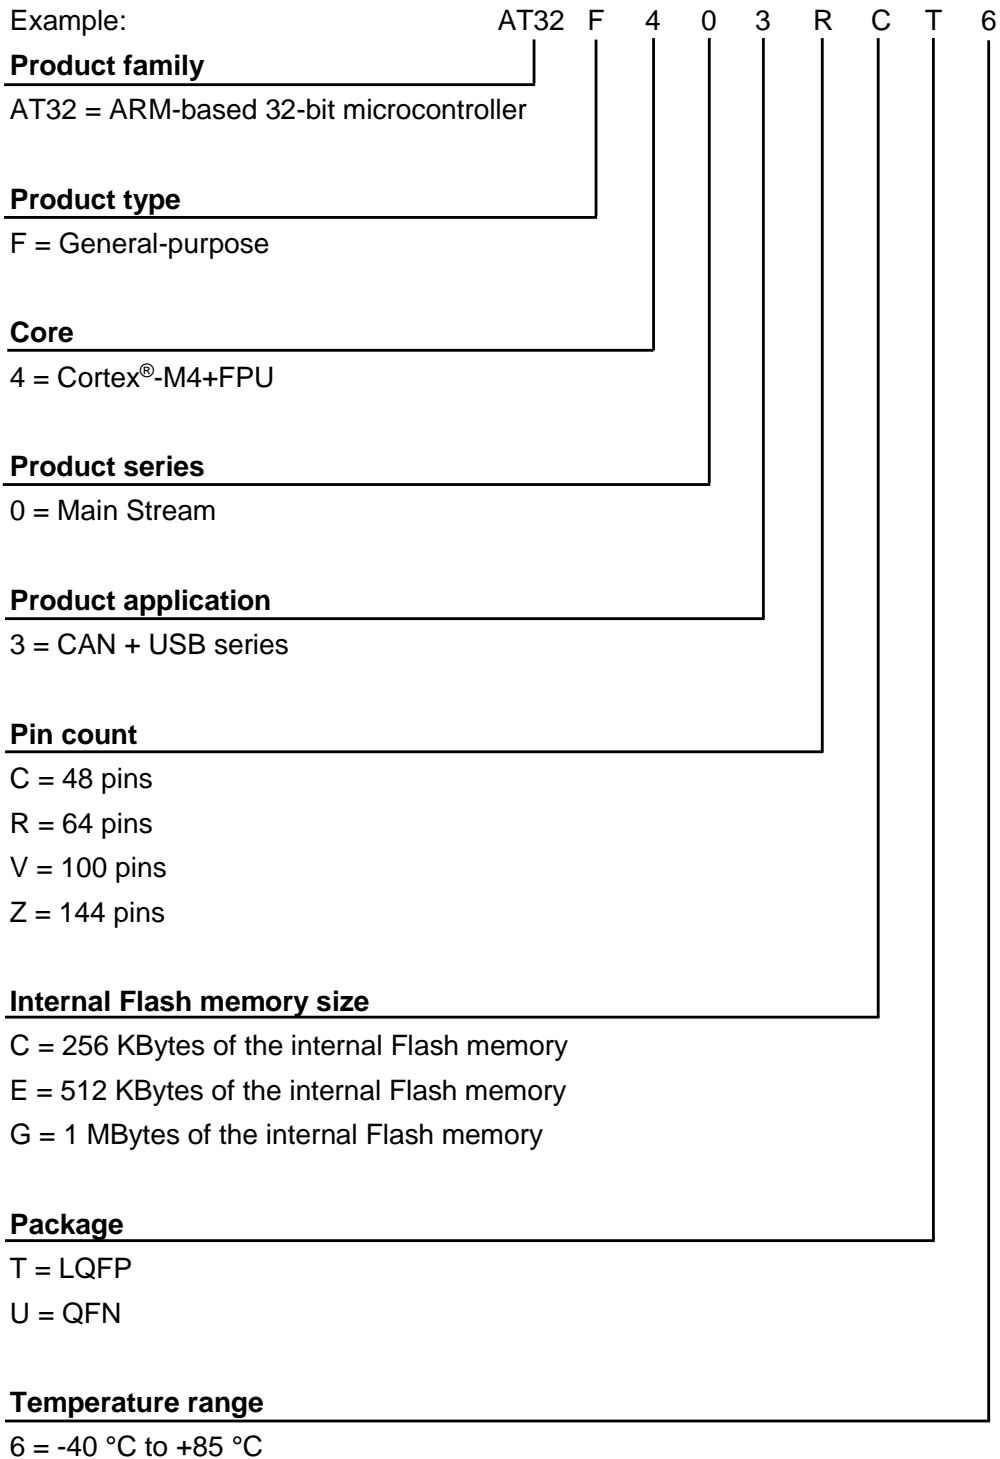 Example: AT32 F 4 0 3 R C T 6
Product family
AT32 = ARM-based 32-bit microcontroller
Product type
F = General-purpose
Core
4 = Cortex®-M4+FPU
Product series
0 = Main Stream
Product application
3 = CAN + USB series
Pin count
C = 48 pins
R = 64 pins
V = 100 pins
Z = 144 pins
Internal Flash memory size
C = 256 KBytes of the internal Flash memory
E = 512 KBytes of the internal Flash memory
G = 1 MBytes of the internal Flash memory
Package
T = LQFP
U = QFN
Temperature range
6 = -40 °C to +85 °C